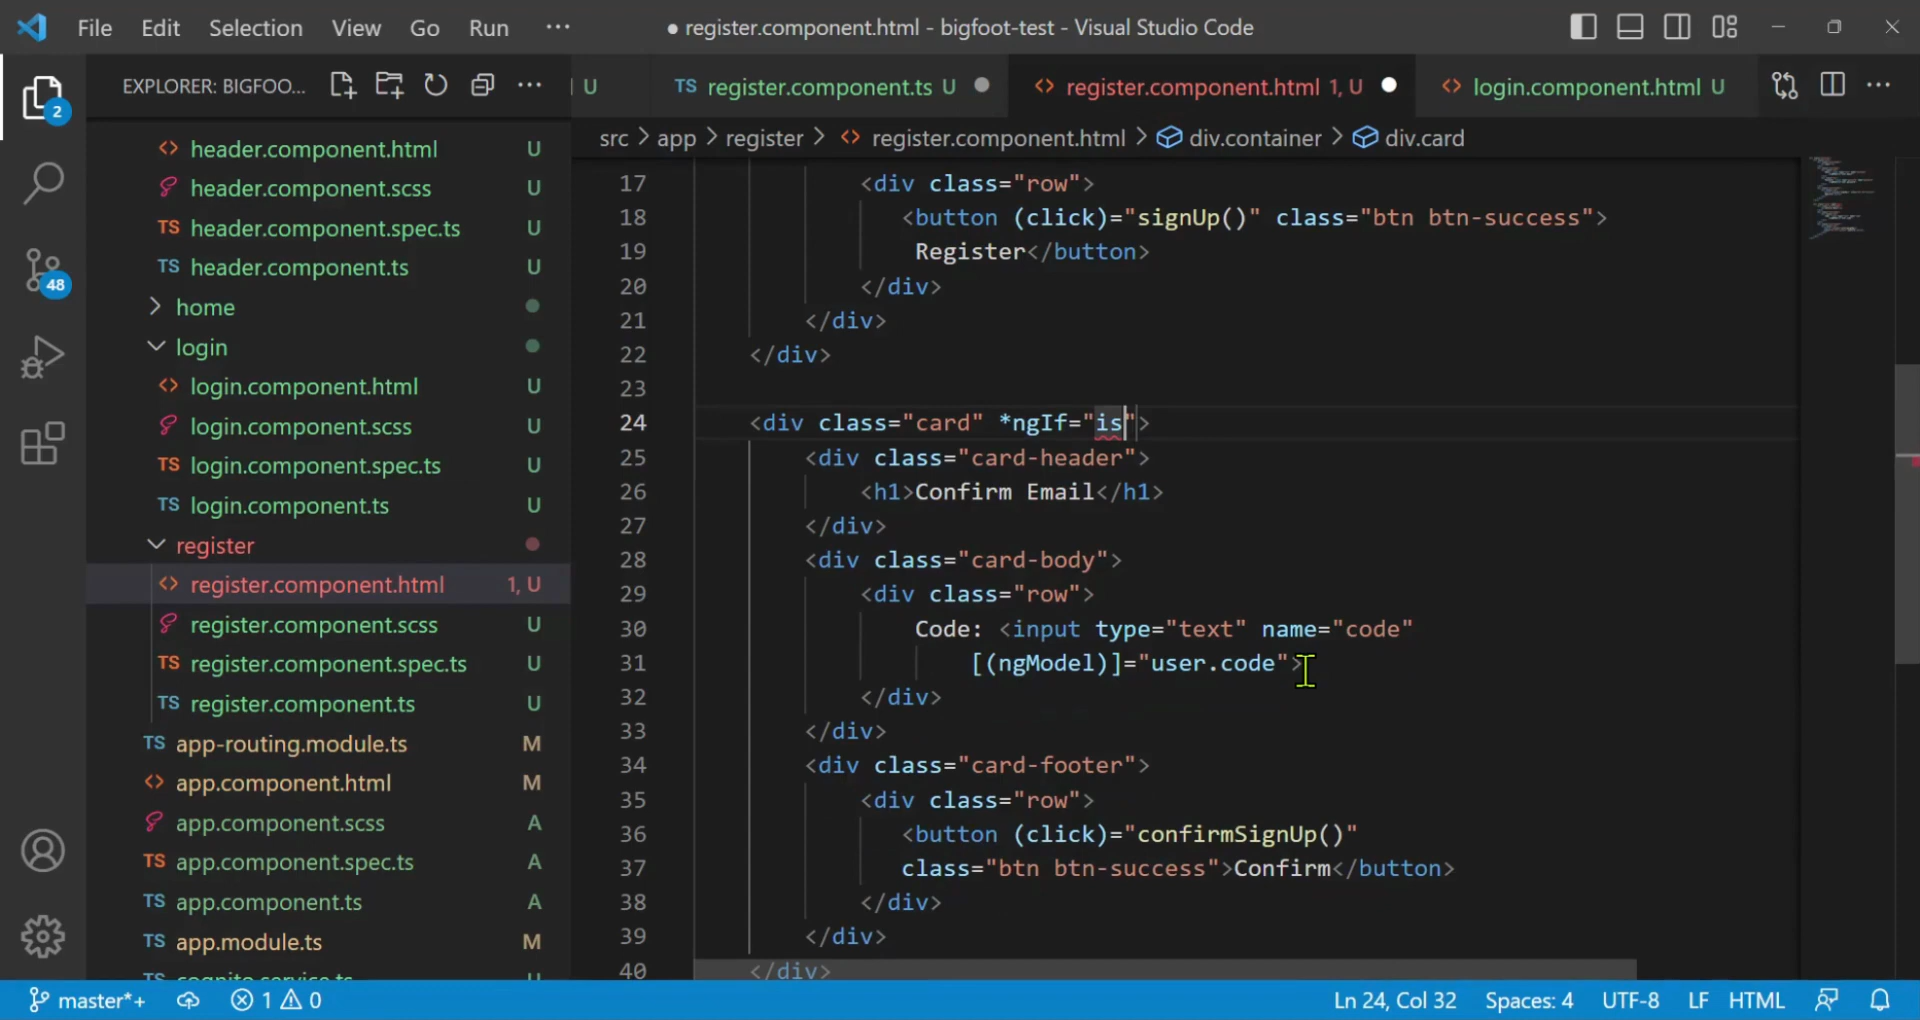 File Edit Selection View Go Run ···
● register.component.html - bigfoot-test - Visual Studio Code
EXPLORER: BIGFOO...
U
TS register.component.ts U
<> register.component.html 1, U
<> login.component.html U
src > app > register > <> register.component.html > div.container > div.card
2
48
<> header.component.html U
header.component.scss U
TS header.component.spec.ts U
TS header.component.ts U
> home
login
<> login.component.html U
login.component.scss U
TS login.component.spec.ts U
TS login.component.ts U
register
<> register.component.html 1, U
register.component.scss U
TS register.component.spec.ts U
TS register.component.ts U
TS app-routing.module.ts M
<> app.component.html M
app.component.scss A
TS app.component.spec.ts A
TS app.component.ts A
TS app.module.ts M
TS cognito.service.ts U
17 <div class="row">
18 <button (click)="signUp()" class="btn btn-success">
19 Register</button>
20 </div>
21 </div>
22 </div>
23
24 <div class="card" *ngIf="is">
25 <div class="card-header">
26 <h1>Confirm Email</h1>
27 </div>
28 <div class="card-body">
29 <div class="row">
30 Code: <input type="text" name="code"
31 [(ngModel)]="user.code">
32 </div>
33 </div>
34 <div class="card-footer">
35 <div class="row">
36 <button (click)="confirmSignUp()"
37 class="btn btn-success">Confirm</button>
38 </div>
39 </div>
40 </div>
master*+ 1 0
Ln 24, Col 32 Spaces: 4 UTF-8 LF HTML